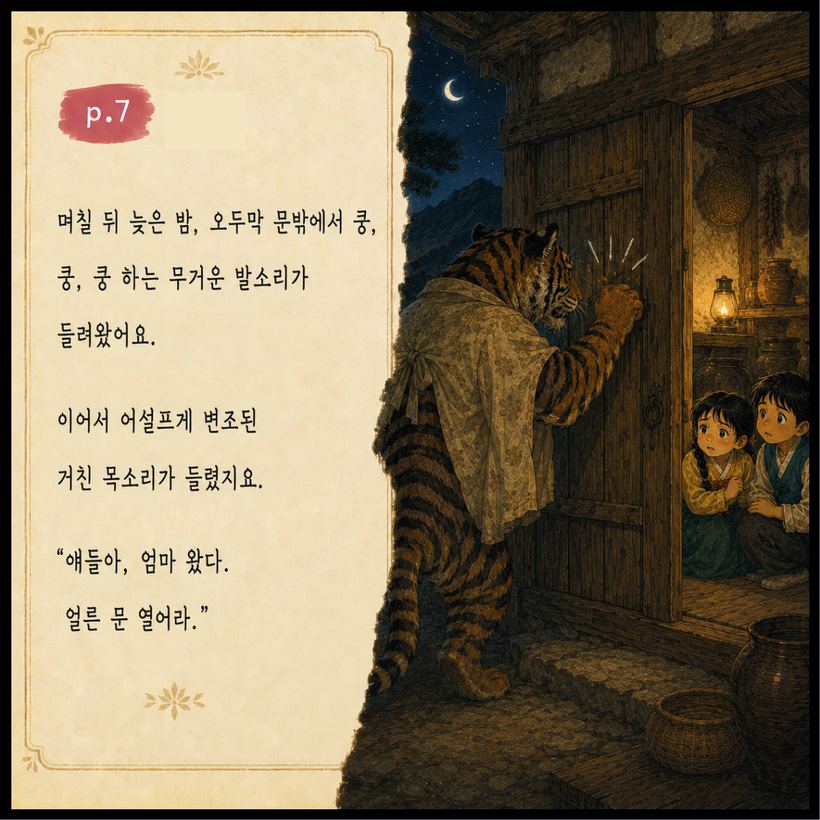 p.7
며칠 뒤 늦은 밤, 오두막 문밖에서 쿵,
쿵, 쿵 하는 무거운 발소리가
들려왔어요.
이어서 어설프게 변조된
거친 목소리가 들렸지요.
“얘들아, 엄마 왔다.
얼른 문 열어라.”